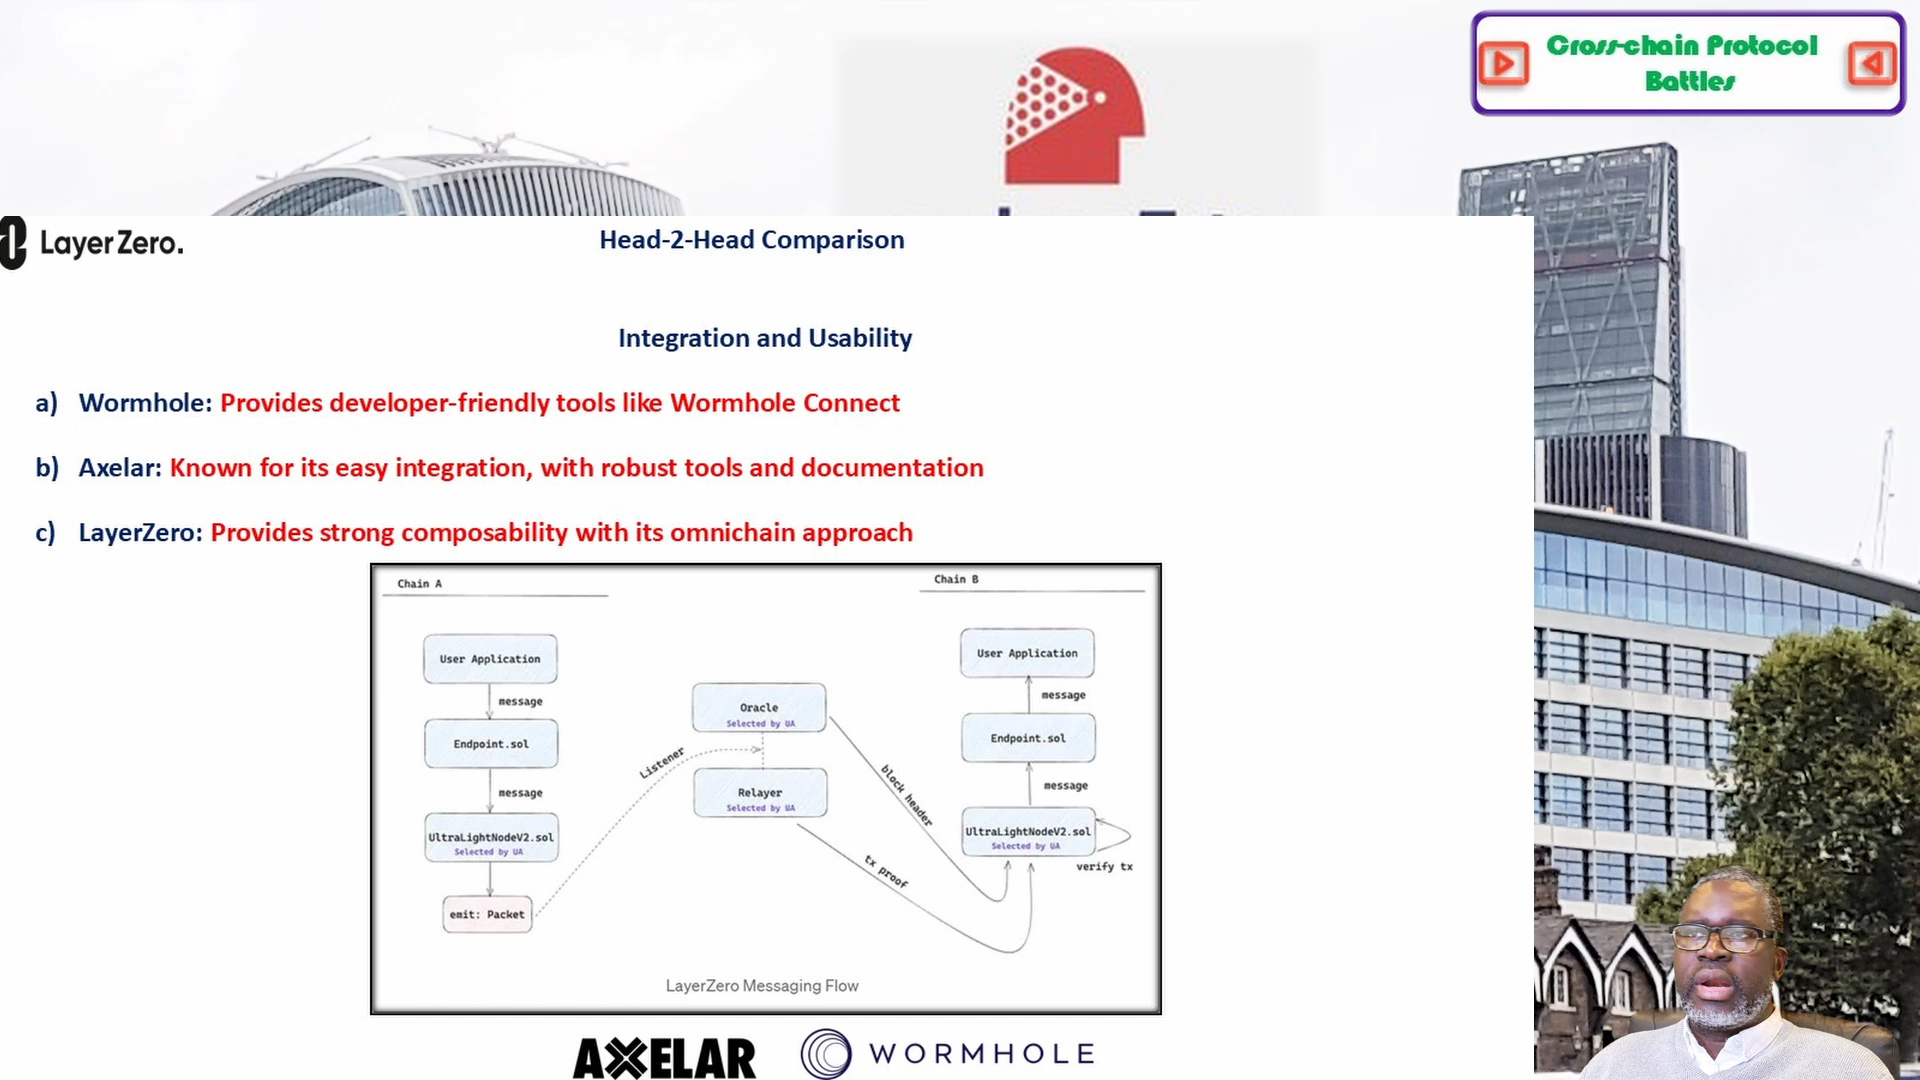 Cross-chain Protocol
Battles
LayerZero.
Head-2-Head Comparison
Integration and Usability
a) Wormhole: Provides developer-friendly tools like Wormhole Connect
b) Axelar: Known for its easy integration, with robust tools and documentation
c) LayerZero: Provides strong composability with its omnichain approach
Chain A
Chain B
User Application
message
Endpoint.sol
message
UltraLightNodeV2.sol
Selected by UA
emit: Packet
Listener
Oracle
Selected by UA
Relayer
Selected by UA
block header
tx proof
User Application
message
Endpoint.sol
message
UltraLightNodeV2.sol
Selected by UA
verify tx
LayerZero Messaging Flow
AXELAR
WORMHOLE